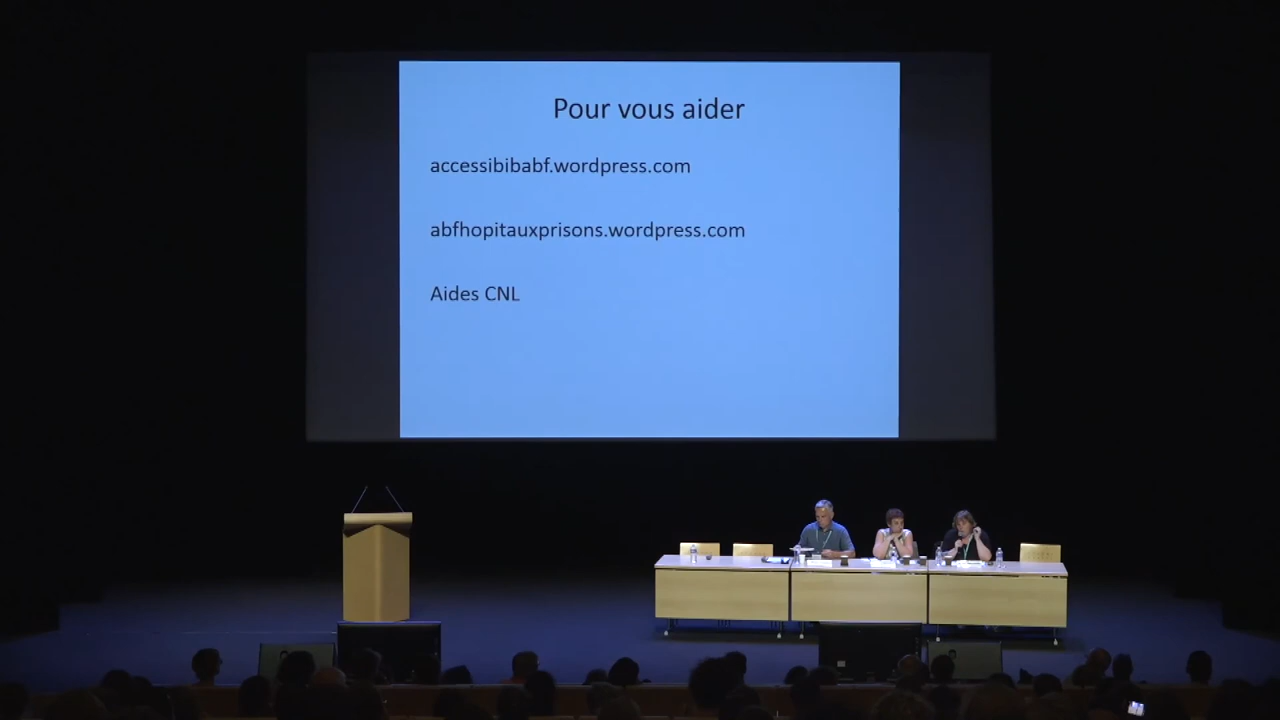 Pour vous aider
accessibibabf.wordpress.com
abfhopitauxprisons.wordpress.com
Aides CNL